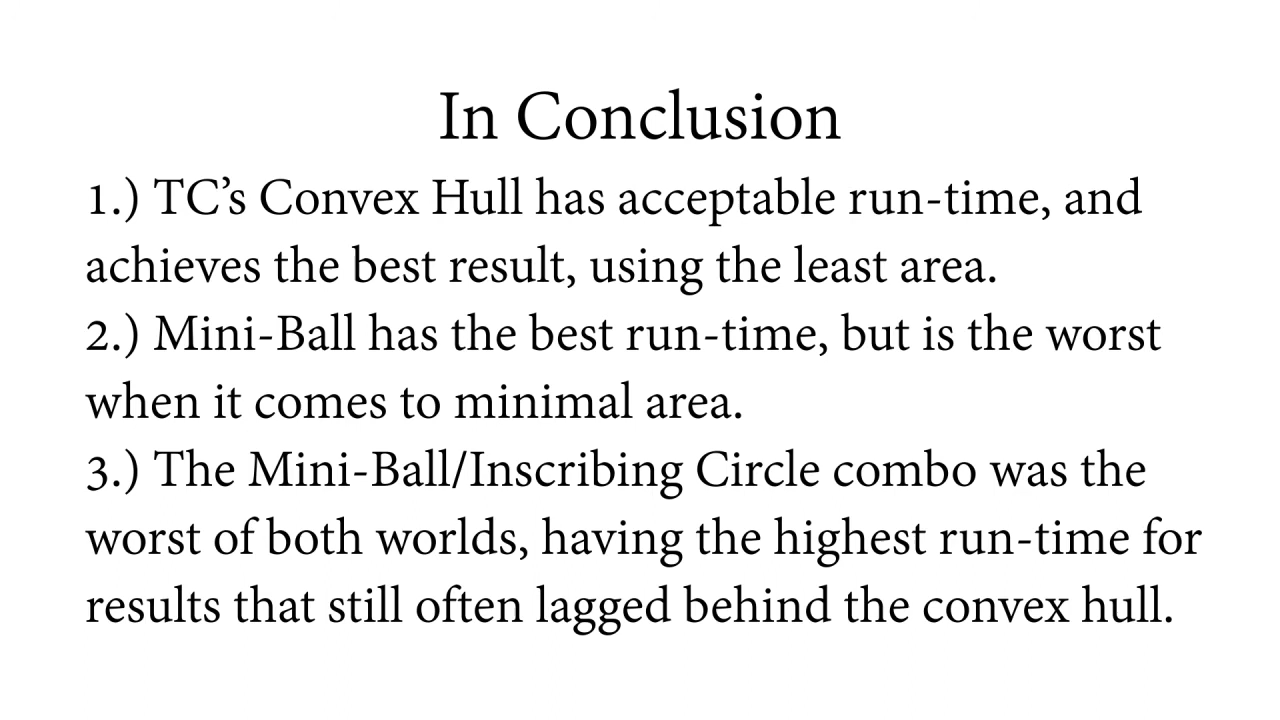 In Conclusion
1.) TC’s Convex Hull has acceptable run-time, and
achieves the best result, using the least area.
2.) Mini-Ball has the best run-time, but is the worst
when it comes to minimal area.
3.) The Mini-Ball/Inscribing Circle combo was the
worst of both worlds, having the highest run-time for
results that still often lagged behind the convex hull.